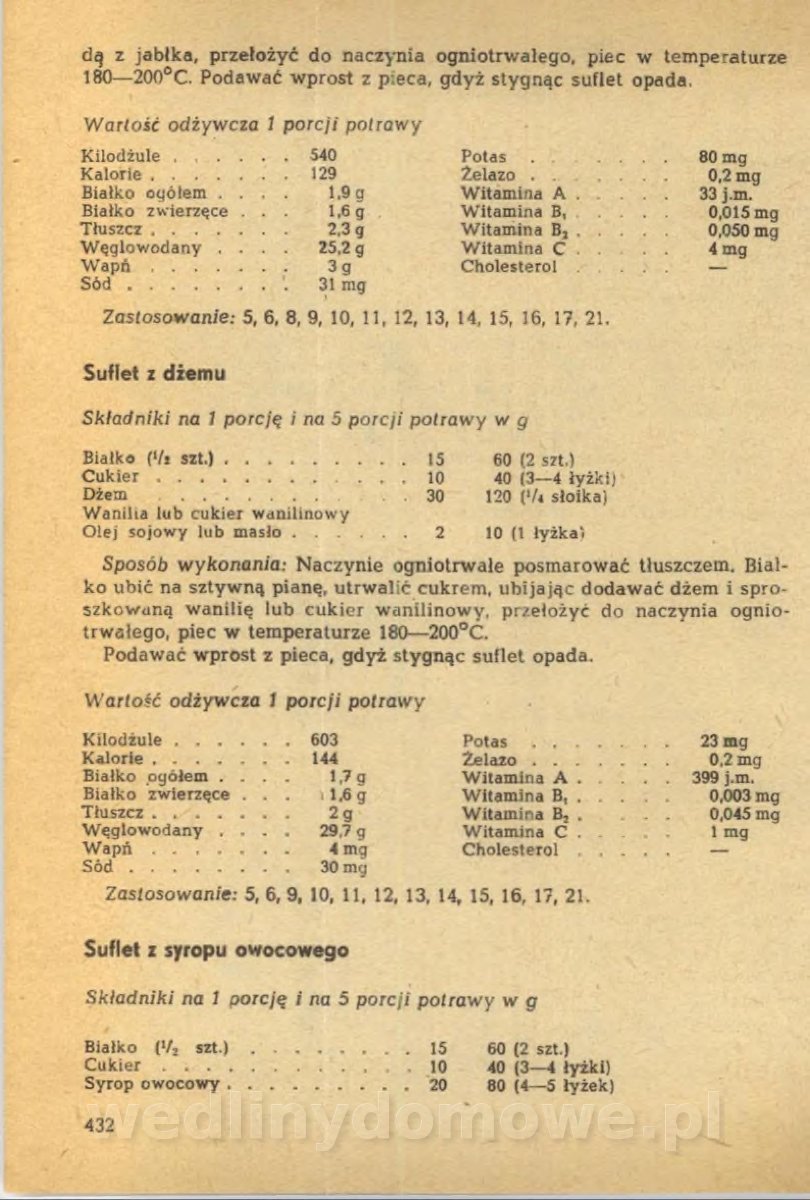 dą z jabłka, przełożyć do naczynia ogniotrwałego, piec w temperaturze
180—200°C. Podawać wprost z pieca, gdyż stygnąc suflet opada.
Wartość odżywcza 1 porcji potrawy
Kilodżule . . . . . . 540 Potas . . . . . . 80 mg
Kalorie . . . . . . . 129 Żelazo . . . . . . . 0,2 mg
Białko ogółem . . . . 1,9 g Witamina A . . . . . 33 j.m.
Białko zwierzęce . . . 1,6 g Witamina B₁ . . . . 0,015 mg
Tłuszcz . . . . . . . 2,3 g Witamina B₂ . . . . . 0,050 mg
Węglowodany . . . . 25,2 g Witamina C . . . . . 4 mg
Wapń . . . . . . . 3 g Cholesterol . . . . . —
Sód . . . . . . . . 31 mg
Zastosowanie: 5, 6, 8, 9, 10, 11, 12, 13, 14, 15, 16, 17, 21.
Suflet z dżemu
Składniki na 1 porcję i na 5 porcji potrawy w g
Białko (¹/₂ szt.) . . . . . . . . . 15 60 (2 szt.)
Cukier . . . . . . . . . . . . 10 40 (3—4 łyżki)
Dżem . . . . . . . . . . . . 30 120 (¹/₄ słoika)
Wanilia lub cukier wanilinowy
Olej sojowy lub masło . . . . . . 2 10 (1 łyżka)
Sposób wykonania: Naczynie ogniotrwałe posmarować tłuszczem. Biał-
ko ubić na sztywną pianę, utrwalić cukrem, ubijając dodawać dżem i spro-
szkowaną wanilię lub cukier wanilinowy, przełożyć do naczynia ognio-
trwałego, piec w temperaturze 180—200°C.
Podawać wprost z pieca, gdyż stygnąc suflet opada.
Wartość odżywcza 1 porcji potrawy
Kilodżule . . . . . . 603 Potas . . . . . . . 23 mg
Kalorie . . . . . . . 144 Żelazo . . . . . . . 0,2 mg
Białko ogółem . . . . 1,7 g Witamina A . . . . . 399 j.m.
Białko zwierzęce . . . 1,6 g Witamina B₁ . . . . . 0,003 mg
Tłuszcz . . . . . . . 2 g Witamina B₂ . . . . . 0,045 mg
Węglowodany . . . . 29,7 g Witamina C . . . . . 1 mg
Wapń . . . . . . . 4 mg Cholesterol . . . . . —
Sód . . . . . . . . 30 mg
Zastosowanie: 5, 6, 9, 10, 11, 12, 13, 14, 15, 16, 17, 21.
Suflet z syropu owocowego
Składniki na 1 porcję i na 5 porcji potrawy w g
Białko (¹/₂ szt.) . . . . . . . . 15 60 (2 szt.)
Cukier . . . . . . . . . . . . 10 40 (3—4 łyżki)
Syrop owocowy . . . . . . . . . 20 80 (4—5 łyżek)
432
wedlinydomowe.pl